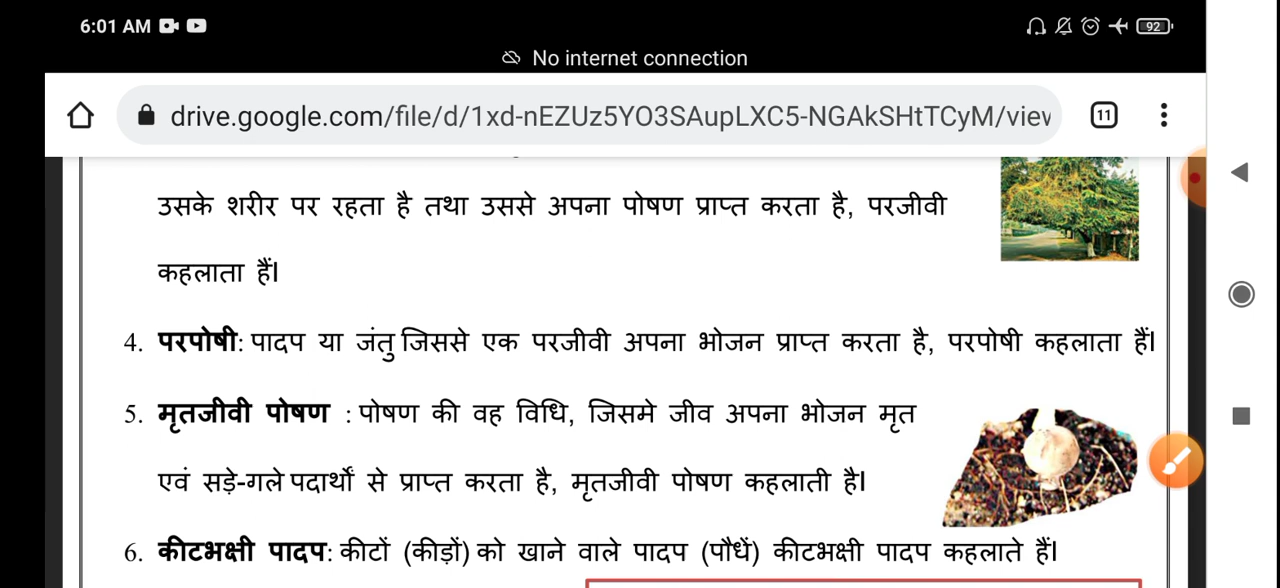 6:01 AM
92
No internet connection
drive.google.com/file/d/1xd-nEZUz5YO3SAupLXC5-NGAkSHtTCyM/view
11
उसके शरीर पर रहता है तथा उससे अपना पोषण प्राप्त करता है, परजीवी
कहलाता हैं।
4. परपोषी: पादप या जंतु जिससे एक परजीवी अपना भोजन प्राप्त करता है, परपोषी कहलाता हैं।
5. मृतजीवी पोषण : पोषण की वह विधि, जिसमे जीव अपना भोजन मृत
एवं सड़े-गले पदार्थों से प्राप्त करता है, मृतजीवी पोषण कहलाती है।
6. कीटभक्षी पादप: कीटों (कीड़ों) को खाने वाले पादप (पौधें) कीटभक्षी पादप कहलाते हैं।